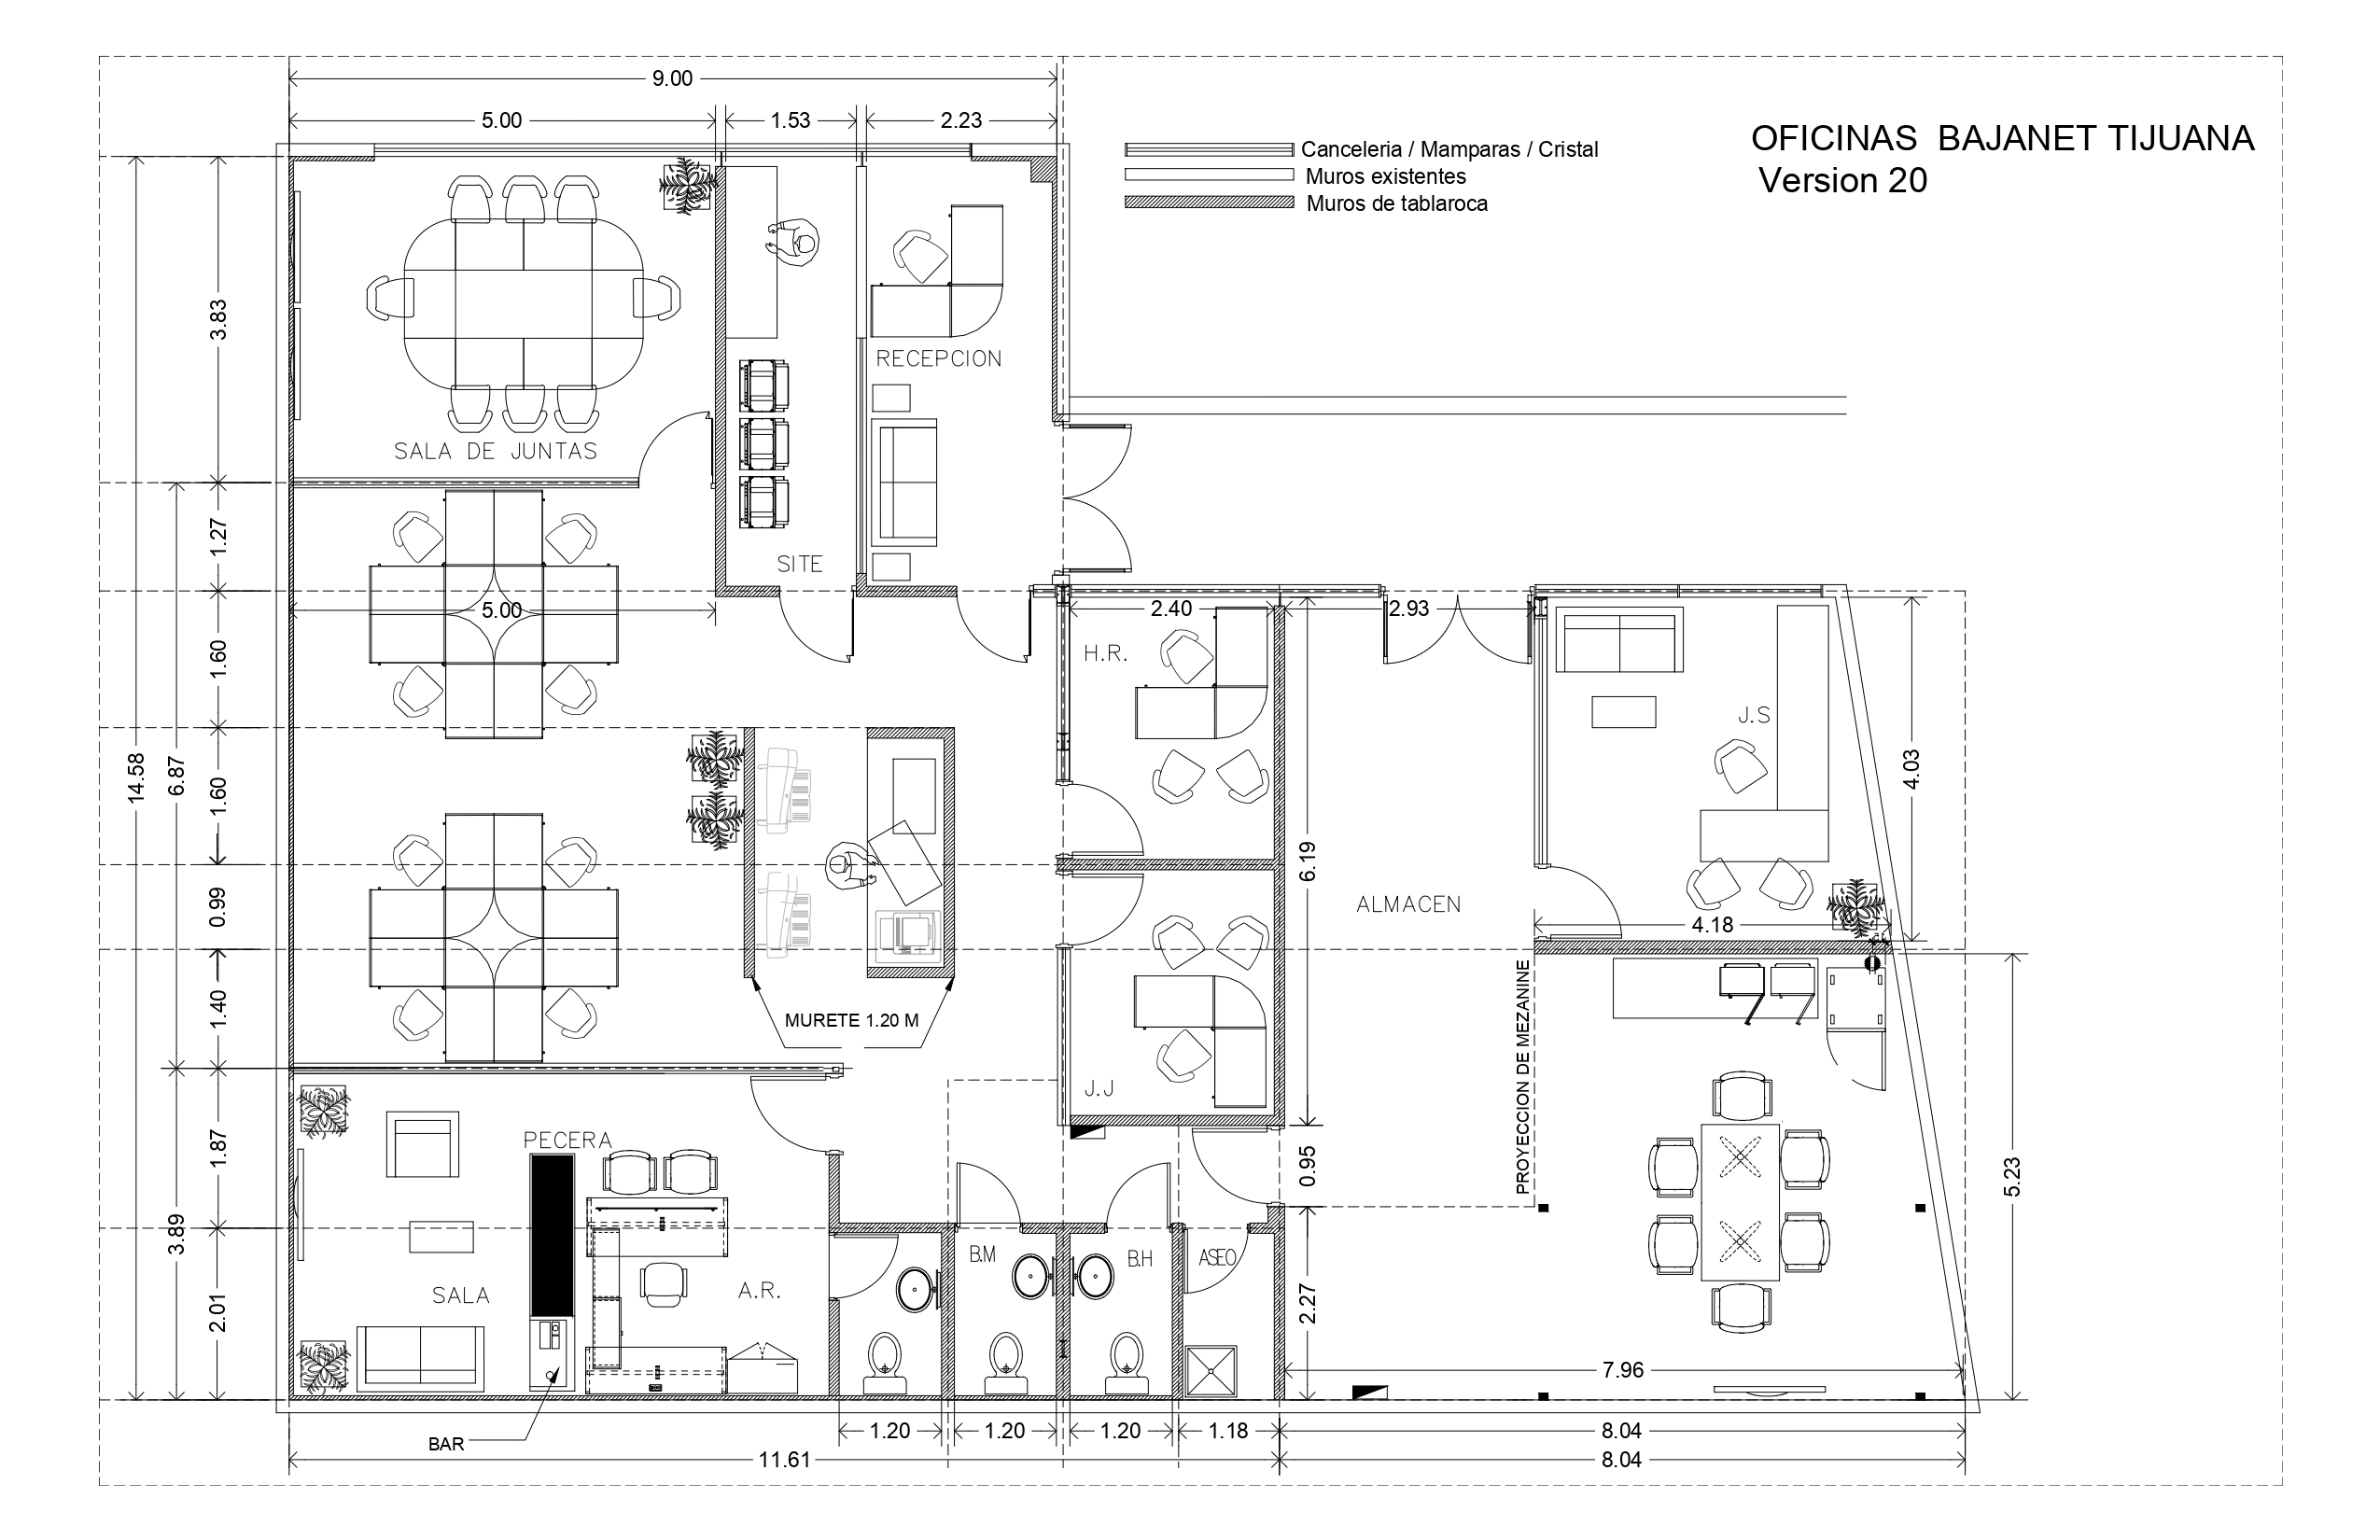 9.00
5.00
1.53
2.23
OFICINAS BAJANET TIJUANA
Version 20
Canceleria / Mamparas / Cristal
Muros existentes
Muros de tablaroca
3.83
RECEPCION
SALA DE JUNTAS
1.27
SITE
5.00
2.40
2.93
H.R.
1.60
J.S
14.58
6.87
1.60
4.03
6.19
0.99
ALMACEN
4.18
1.40
MURETE 1.20 M
PROYECCION DE MEZANINE
J.J
PECERA
1.87
0.95
5.23
3.89
B.M
B.H
ASEO
SALA
A.R.
2.01
2.27
7.96
BAR
1.20
1.20
1.20
1.18
8.04
11.61
8.04